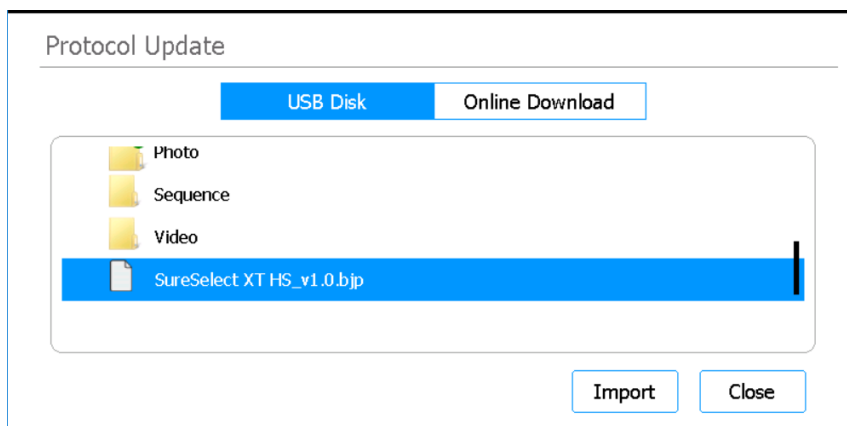 Protocol Update
USB Disk
Online Download
Photo
Sequence
Video
SureSelect XT HS_v1.0.bjp
Import
Close